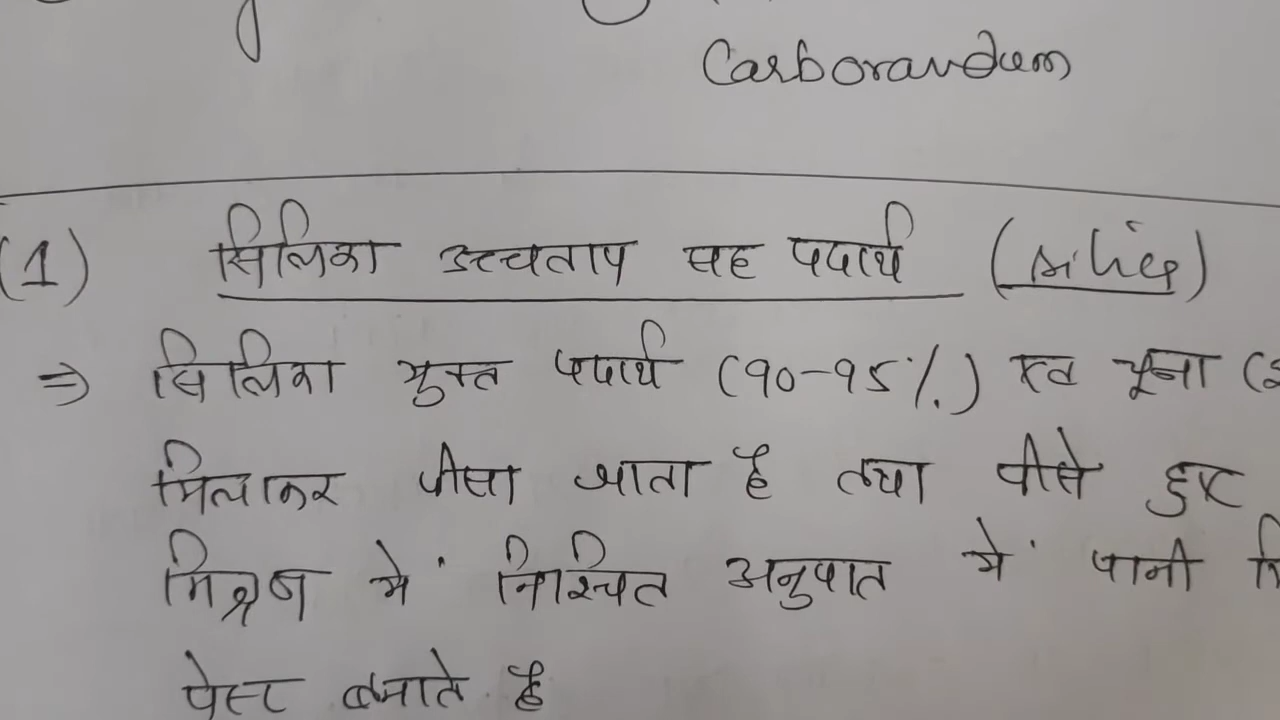 Carborandum
(1) सिलिका उच्चताप सह पदार्थ (silica)
⇒ सिलिका युक्त पदार्थ (90-95%) एव चूना (
मिलाकर पीसा जाता है तथा पीसे हुए
मिश्रण में निश्चित अनुपात में पानी
पेस्ट बनाते है